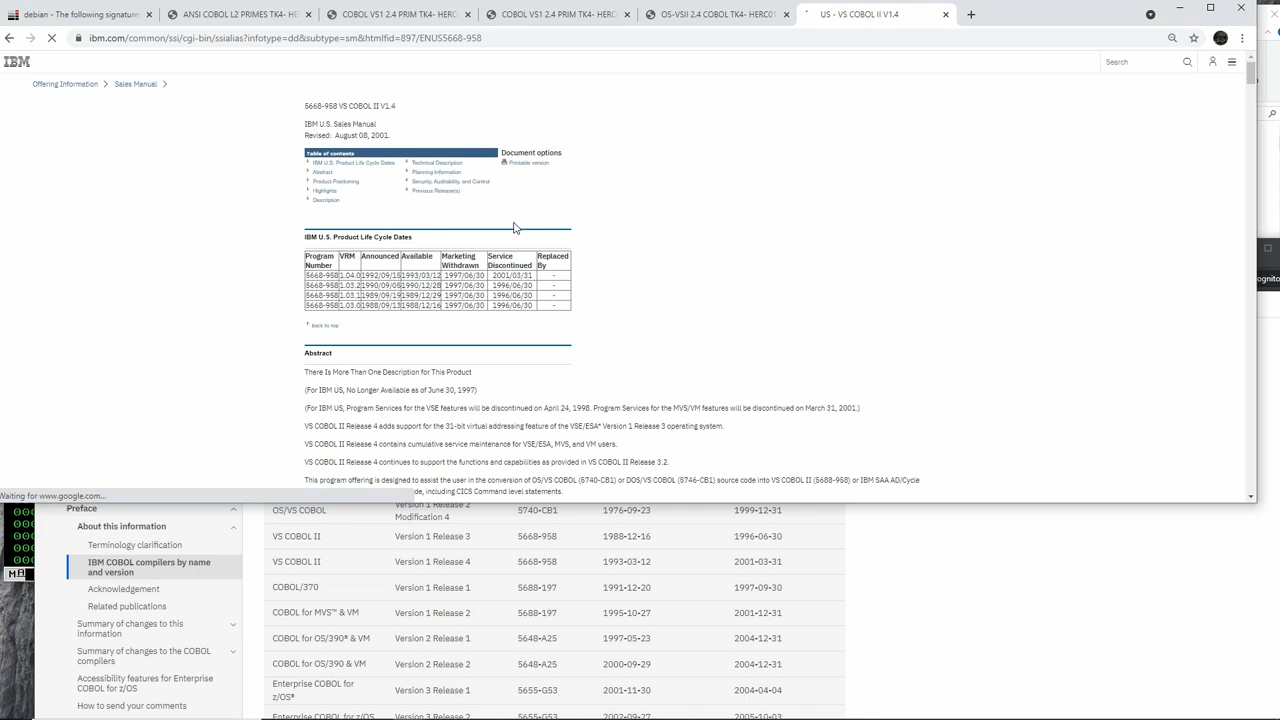 debian - The following signature:
ANSI COBOL L2 PRIMES TK4- HER
COBOL VS1 2.4 PRIM TK4- HERC
COBOL VS1 2.4 PRIM TK4- HERC
OS-VSII 2.4 COBOL TK4- HERC01
US - VS COBOL II V1.4
ibm.com/common/ssi/cgi-bin/ssialias?infotype=dd&subtype=sm&htmlfid=897/ENUS5668-958
IBM
Search
Offering Information
Sales Manual
5668-958 VS COBOL II V1.4
IBM U.S. Sales Manual
Revised: August 08, 2001.
Table of contents
Document options
IBM U.S. Product Life Cycle Dates
Technical Description
Printable version
Abstract
Planning Information
Product Positioning
Security, Auditability, and Control
Highlights
Previous Release(s)
Description
IBM U.S. Product Life Cycle Dates
Program Number VRM Announced Available Marketing Withdrawn Service Discontinued Replaced By
5668-958 1.04.0 1992/09/15 1993/03/12 1997/06/30 2001/03/31 -
5668-958 1.03.2 1990/09/05 1990/12/28 1997/06/30 1996/06/30 -
5668-958 1.03.1 1989/09/19 1989/12/29 1997/06/30 1996/06/30 -
5668-958 1.03.0 1988/09/13 1988/12/16 1997/06/30 1996/06/30 -
Back to top
Abstract
There Is More Than One Description for This Product
(For IBM US, No Longer Available as of June 30, 1997)
(For IBM US, Program Services for the VSE features will be discontinued on April 24, 1998. Program Services for the MVS/VM features will be discontinued on March 31, 2001.)
VS COBOL II Release 4 adds support for the 31-bit virtual addressing feature of the VSE/ESA* Version 1 Release 3 operating system.
VS COBOL II Release 4 contains cumulative service maintenance for VSE/ESA, MVS, and VM users.
VS COBOL II Release 4 continues to support the functions and capabilities as provided in VS COBOL II Release 3.2.
This program offering is designed to assist the user in the conversion of OS/VS COBOL (5740-CB1) or DOS/VS COBOL (5746-CB1) source code into VS COBOL II (5688-958) or IBM SAA AD/Cycle
de, including CICS Command level statements.
Waiting for www.google.com...
ognito
Preface
About this information
Terminology clarification
IBM COBOL compilers by name
and version
Acknowledgement
Related publications
Summary of changes to this
information
Summary of changes to the COBOL
compilers
Accessibility features for Enterprise
COBOL for z/OS
How to send your comments
MA
OS/VS COBOL Version 1 Release 2 Modification 4 5740-CB1 1976-09-23 1999-12-31
VS COBOL II Version 1 Release 3 5668-958 1988-12-16 1996-06-30
VS COBOL II Version 1 Release 4 5668-958 1993-03-12 2001-03-31
COBOL/370 Version 1 Release 1 5688-197 1991-12-20 1997-09-30
COBOL for MVS™ & VM Version 1 Release 2 5688-197 1995-10-27 2001-12-31
COBOL for OS/390® & VM Version 2 Release 1 5648-A25 1997-05-23 2004-12-31
COBOL for OS/390 & VM Version 2 Release 2 5648-A25 2000-09-29 2004-12-31
Enterprise COBOL for z/OS® Version 3 Release 1 5655-G53 2001-11-30 2004-04-04
Enterprise COBOL for Version 3 Release 2 5655-G53 2002-09-27 2005-10-03